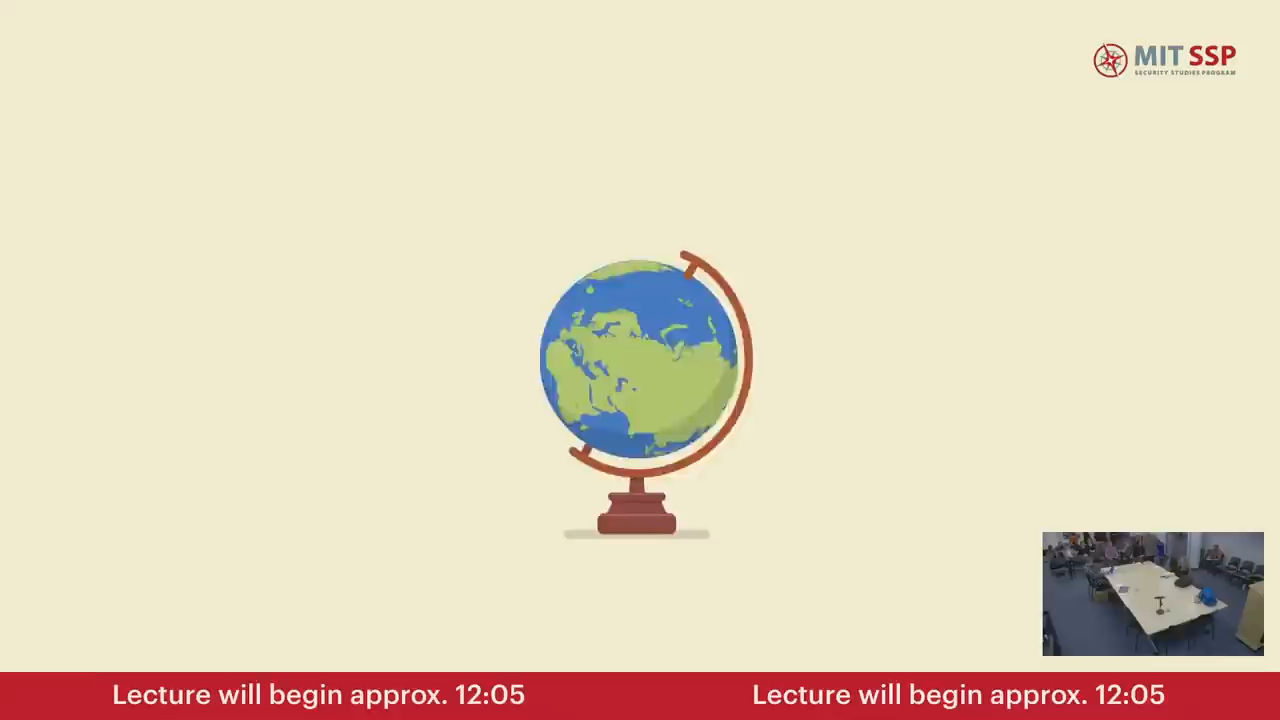 MIT SSP
SECURITY STUDIES PROGRAM
Lecture will begin approx. 12:05
Lecture will begin approx. 12:05